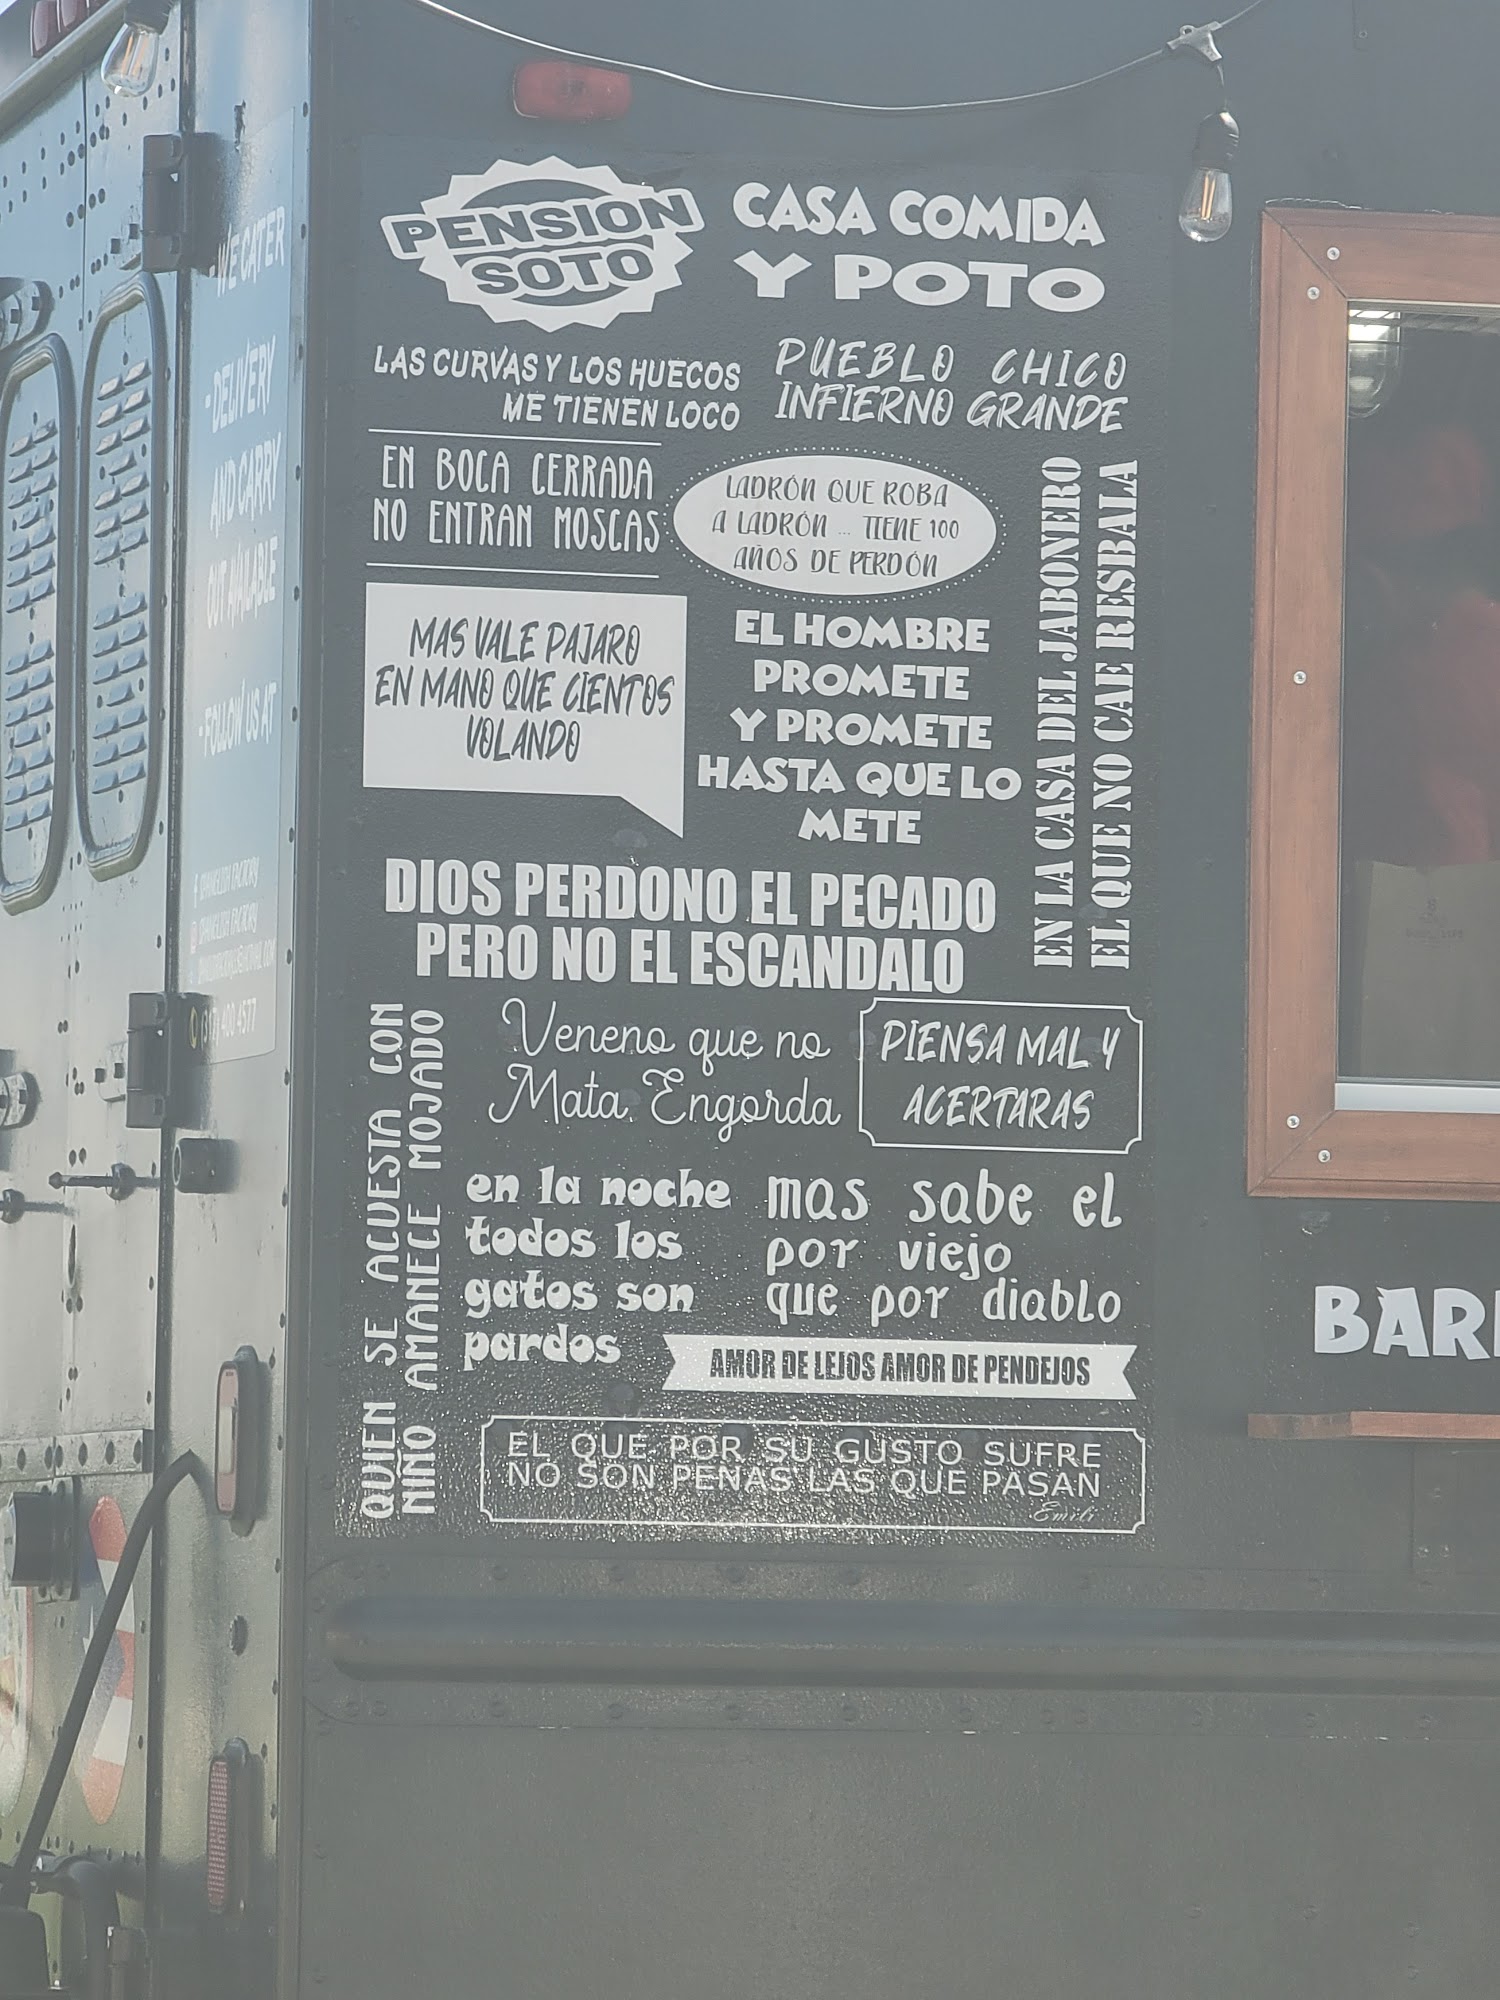 WE CATER
- DELIVERY
AND CARRY
OUT AVAILABLE
- FOLLOW US AT
PENSION
SOTO
CASA COMIDA
Y POTO
LAS CURVAS Y LOS HUECOS
ME TIENEN LOCO
PUEBLO CHICO
INFIERNO GRANDE
EN BOCA CERRADA
NO ENTRAN MOSCAS
LADRÓN QUE ROBA
A LADRÓN ... TIENE 100
AÑOS DE PERDÓN
EN LA CASA DEL JABONERO
EL QUE NO CAE RESBALA
MAS VALE PAJARO
EN MANO QUE CIENTOS
VOLANDO
EL HOMBRE
PROMETE
Y PROMETE
HASTA QUE LO
METE
DIOS PERDONO EL PECADO
PERO NO EL ESCANDALO
QUIEN SE ACUESTA CON
NIÑO AMANECE MOJADO
Veneno que no
Mata, Engorda
PIENSA MAL Y
ACERTARAS
en la noche
todos los
gatos son
pardos
mas sabe el
por viejo
que por diablo
AMOR DE LEJOS AMOR DE PENDEJOS
EL QUE POR SU GUSTO SUFRE
NO SON PENAS LAS QUE PASAN
Emili
BAR